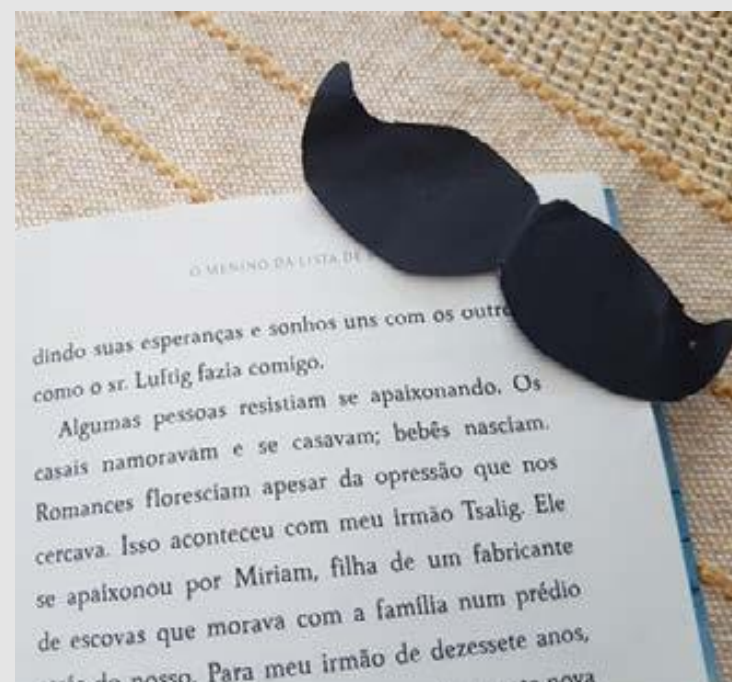 O MENINO DA LISTA DE
dindo suas esperanças e sonhos uns com os
como o sr. Luftig fazia comigo.
Algumas pessoas resistiam se apaixonando. Os
casais namoravam e se casavam; bebês nasciam.
Romances floresciam apesar da opressão que nos
cercava. Isso aconteceu com meu irmão Tsalig. Ele
se apaixonou por Miriam, filha de um fabricante
de escovas que morava com a família num prédio
do nosso. Para meu irmão de dezessete anos,
nova